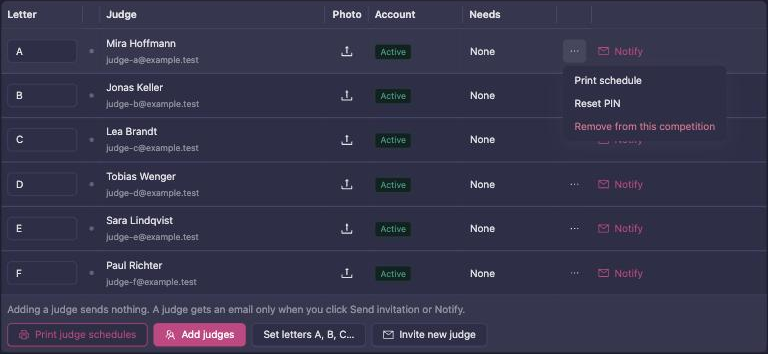 Letter Judge Photo Account Needs
A Mira Hoffmann Active None ... Notify
judge-a@example.test
Print schedule
B Jonas Keller Active None
judge-b@example.test
Reset PIN
Remove from this competition
C Lea Brandt Active None Notify
judge-c@example.test
D Tobias Wenger Active None ... Notify
judge-d@example.test
E Sara Lindqvist Active None ... Notify
judge-e@example.test
F Paul Richter Active None ... Notify
judge-f@example.test
Adding a judge sends nothing. A judge gets an email only when you click Send invitation or Notify.
Print judge schedules Add judges Set letters A, B, C... Invite new judge